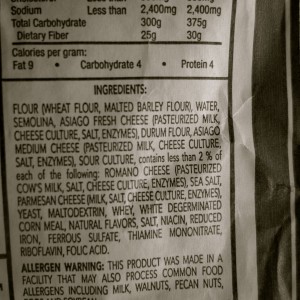 Cholesterol Less than
Sodium Less than 2,400mg 2,400mg
Total Carbohydrate 300g 375g
Dietary Fiber 25g 30g
Calories per gram:
Fat 9 • Carbohydrate 4 • Protein 4
INGREDIENTS:
FLOUR (WHEAT FLOUR, MALTED BARLEY FLOUR), WATER,
SEMOLINA, ASIAGO FRESH CHEESE (PASTEURIZED MILK,
CHEESE CULTURE, SALT, ENZYMES), DURUM FLOUR, ASIAGO
MEDIUM CHEESE (PASTEURIZED MILK, CHEESE CULTURE,
SALT, ENZYMES), SOUR CULTURE, contains less than 2 % of
each of the following: ROMANO CHEESE (PASTEURIZED
COW'S MILK, SALT, CHEESE CULTURE, ENZYMES), SEA SALT,
PARMESAN CHEESE (MILK, SALT, CHEESE CULTURE, ENZYMES),
YEAST, MALTODEXTRIN, WHEY, WHITE DEGERMINATED
CORN MEAL, NATURAL FLAVORS, SALT, NIACIN, REDUCED
IRON, FERROUS SULFATE, THIAMINE MONONITRATE,
RIBOFLAVIN, FOLIC ACID.
ALLERGEN WARNING: THIS PRODUCT WAS MADE IN A
FACILITY THAT MAY ALSO PROCESS COMMON FOOD
ALLERGENS INCLUDING MILK, WALNUTS, PECAN NUTS,